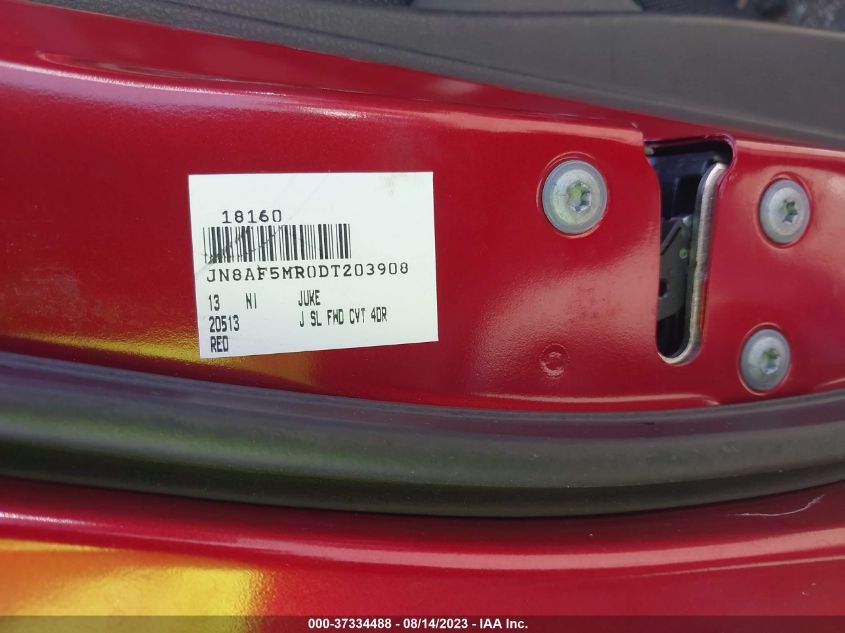 18160
JN8AF5MR0DT203908
13 NI JUKE
20513 J SL FWD CVT 4DR
RED
000-37334488 - 08/14/2023 - IAA Inc.